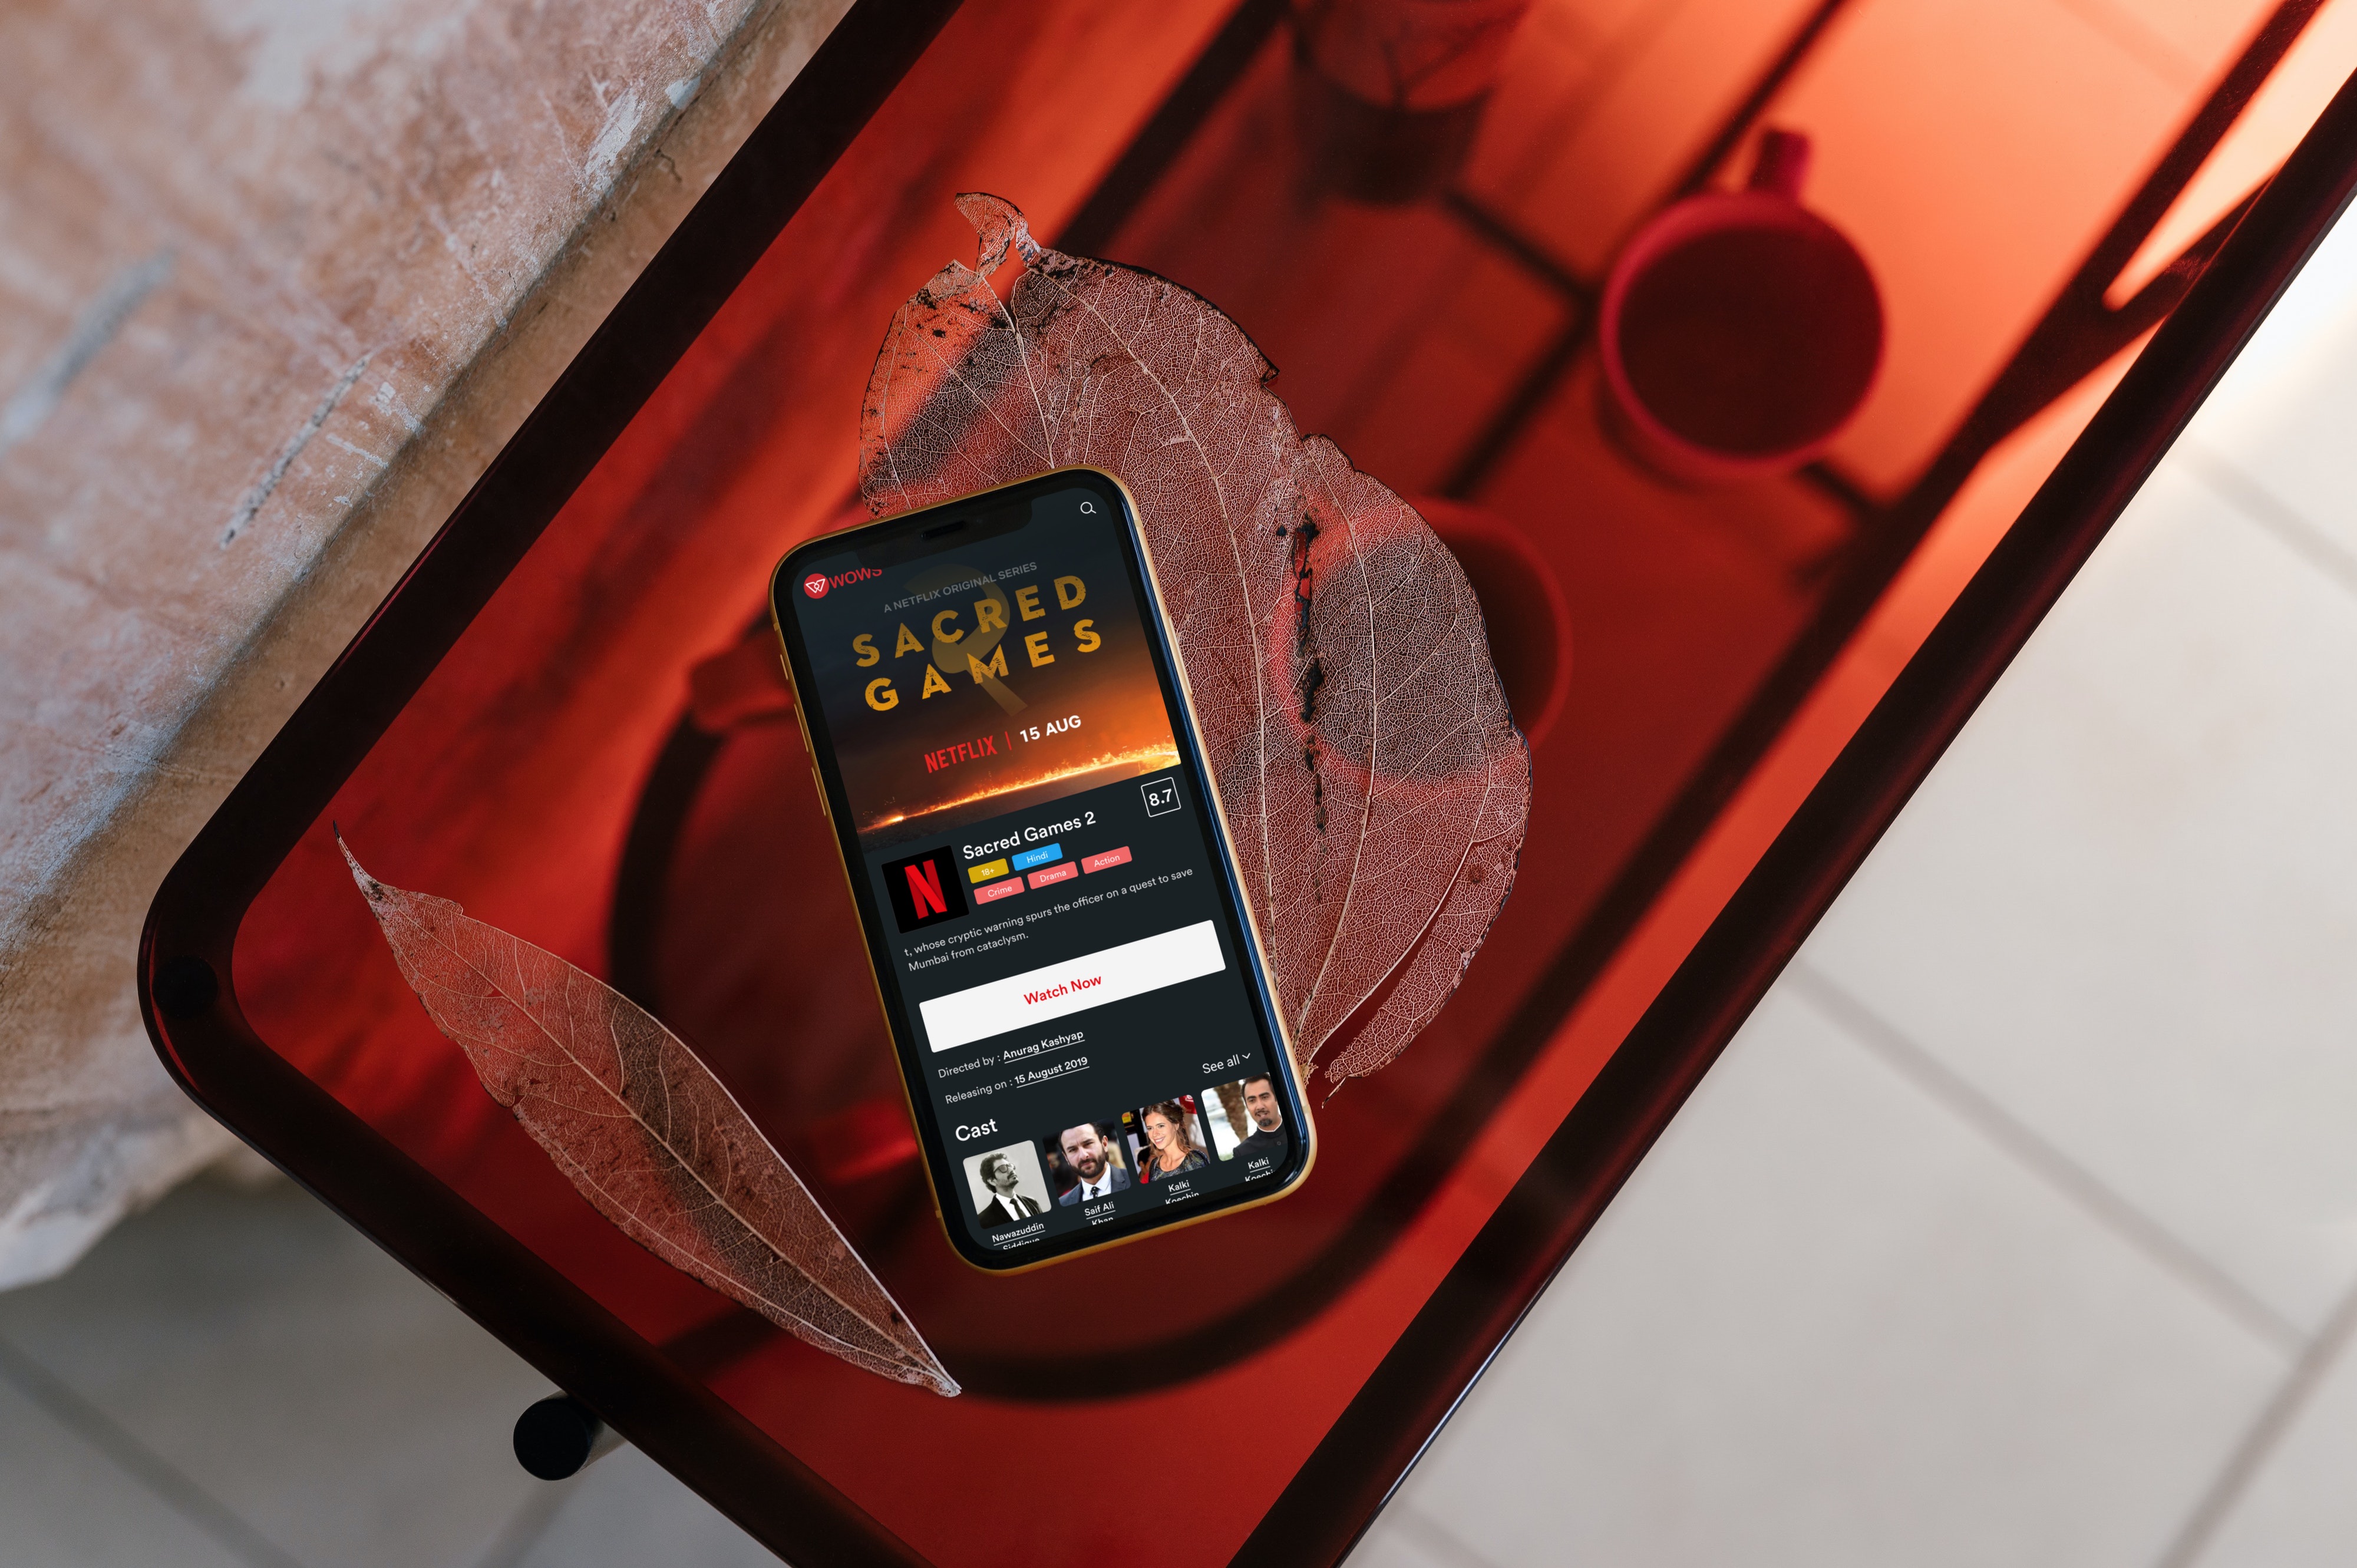 WOWS
A NETFLIX ORIGINAL SERIES
SACRED
GAMES
NETFLIX | 15 AUG
8.7
Sacred Games 2
18+ Hindi
Crime Drama Action
t, whose cryptic warning spurs the officer on a quest to save
Mumbai from cataclysm.
Watch Now
Directed by : Anurag Kashyap
Releasing on : 15 August 2019
See all
Cast
Nawazuddin
Siddique
Saif Ali
Khan
Kalki
Koechin
Kalki